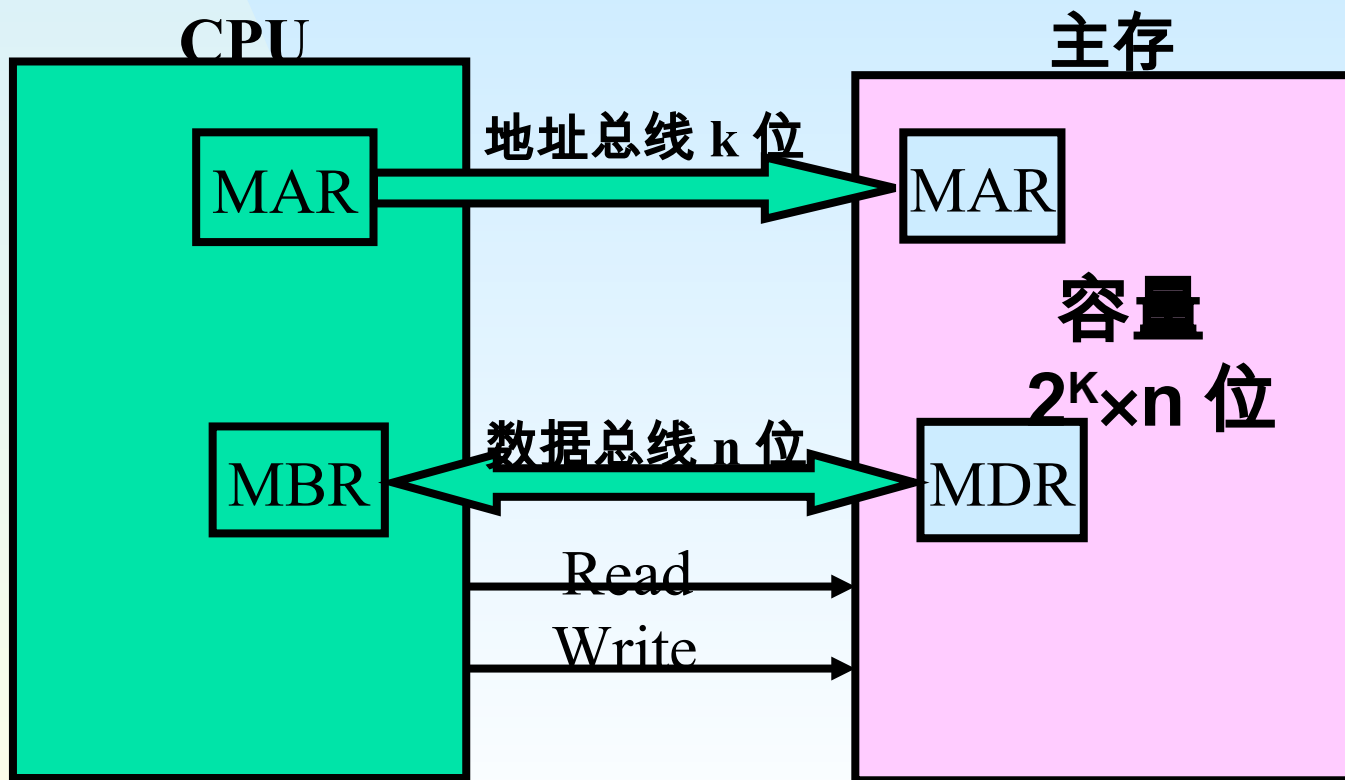 CPU
主存
地址总线 k 位
MAR
MAR
容量
2ᴷ×n 位
数据总线 n 位
MBR
MDR
Read
Write